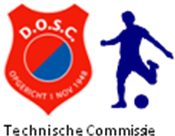 D.O.S.C.
OPGERICHT 1 NOV 1948
Technische Commissie